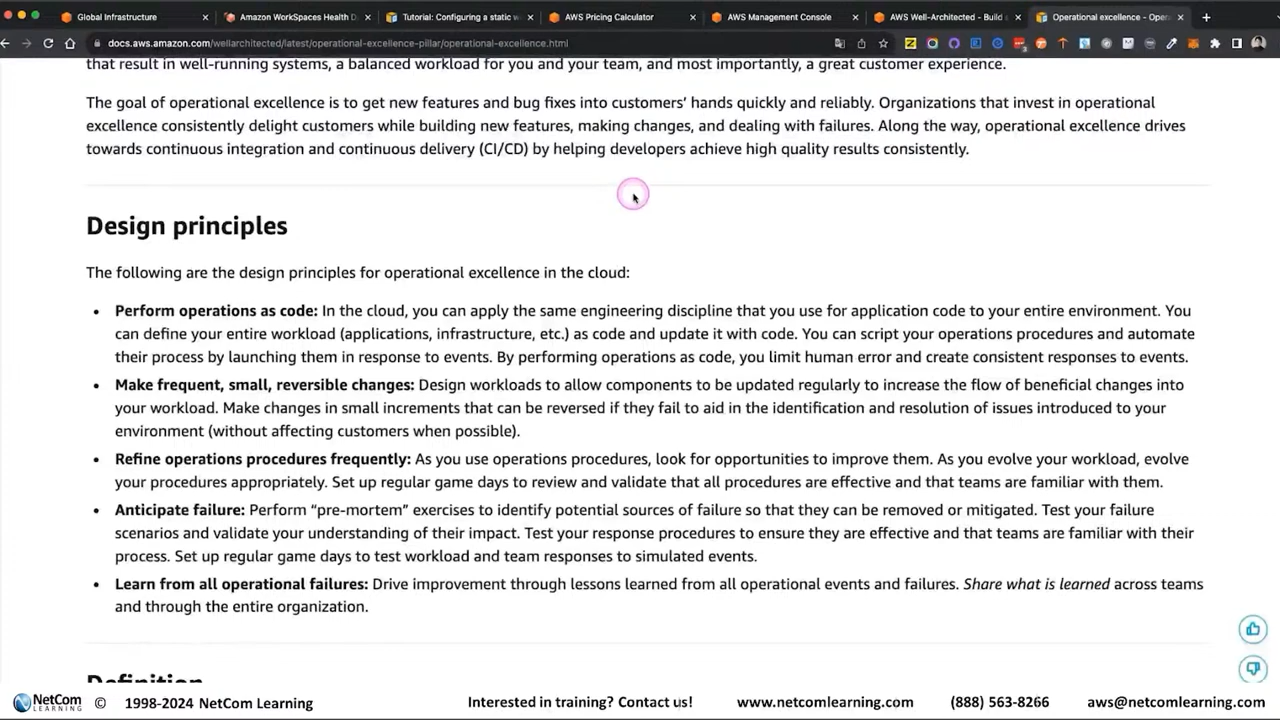 Global Infrastructure
Amazon WorkSpaces Health D
Tutorial: Configuring a static w
AWS Pricing Calculator
AWS Management Console
AWS Well-Architected - Build &
Operational excellence - Oper
docs.aws.amazon.com/wellarchitected/latest/operational-excellence-pillar/operational-excellence.html
that result in well-running systems, a balanced workload for you and your team, and most importantly, a great customer experience.
The goal of operational excellence is to get new features and bug fixes into customers’ hands quickly and reliably. Organizations that invest in operational
excellence consistently delight customers while building new features, making changes, and dealing with failures. Along the way, operational excellence drives
towards continuous integration and continuous delivery (CI/CD) by helping developers achieve high quality results consistently.
Design principles
The following are the design principles for operational excellence in the cloud:
• Perform operations as code: In the cloud, you can apply the same engineering discipline that you use for application code to your entire environment. You
can define your entire workload (applications, infrastructure, etc.) as code and update it with code. You can script your operations procedures and automate
their process by launching them in response to events. By performing operations as code, you limit human error and create consistent responses to events.
• Make frequent, small, reversible changes: Design workloads to allow components to be updated regularly to increase the flow of beneficial changes into
your workload. Make changes in small increments that can be reversed if they fail to aid in the identification and resolution of issues introduced to your
environment (without affecting customers when possible).
• Refine operations procedures frequently: As you use operations procedures, look for opportunities to improve them. As you evolve your workload, evolve
your procedures appropriately. Set up regular game days to review and validate that all procedures are effective and that teams are familiar with them.
• Anticipate failure: Perform “pre-mortem” exercises to identify potential sources of failure so that they can be removed or mitigated. Test your failure
scenarios and validate your understanding of their impact. Test your response procedures to ensure they are effective and that teams are familiar with their
process. Set up regular game days to test workload and team responses to simulated events.
• Learn from all operational failures: Drive improvement through lessons learned from all operational events and failures. Share what is learned across teams
and through the entire organization.
Definition
NetCom
LEARNING
© 1998-2024 NetCom Learning
Interested in training? Contact us!
www.netcomlearning.com
(888) 563-8266
aws@netcomlearning.com